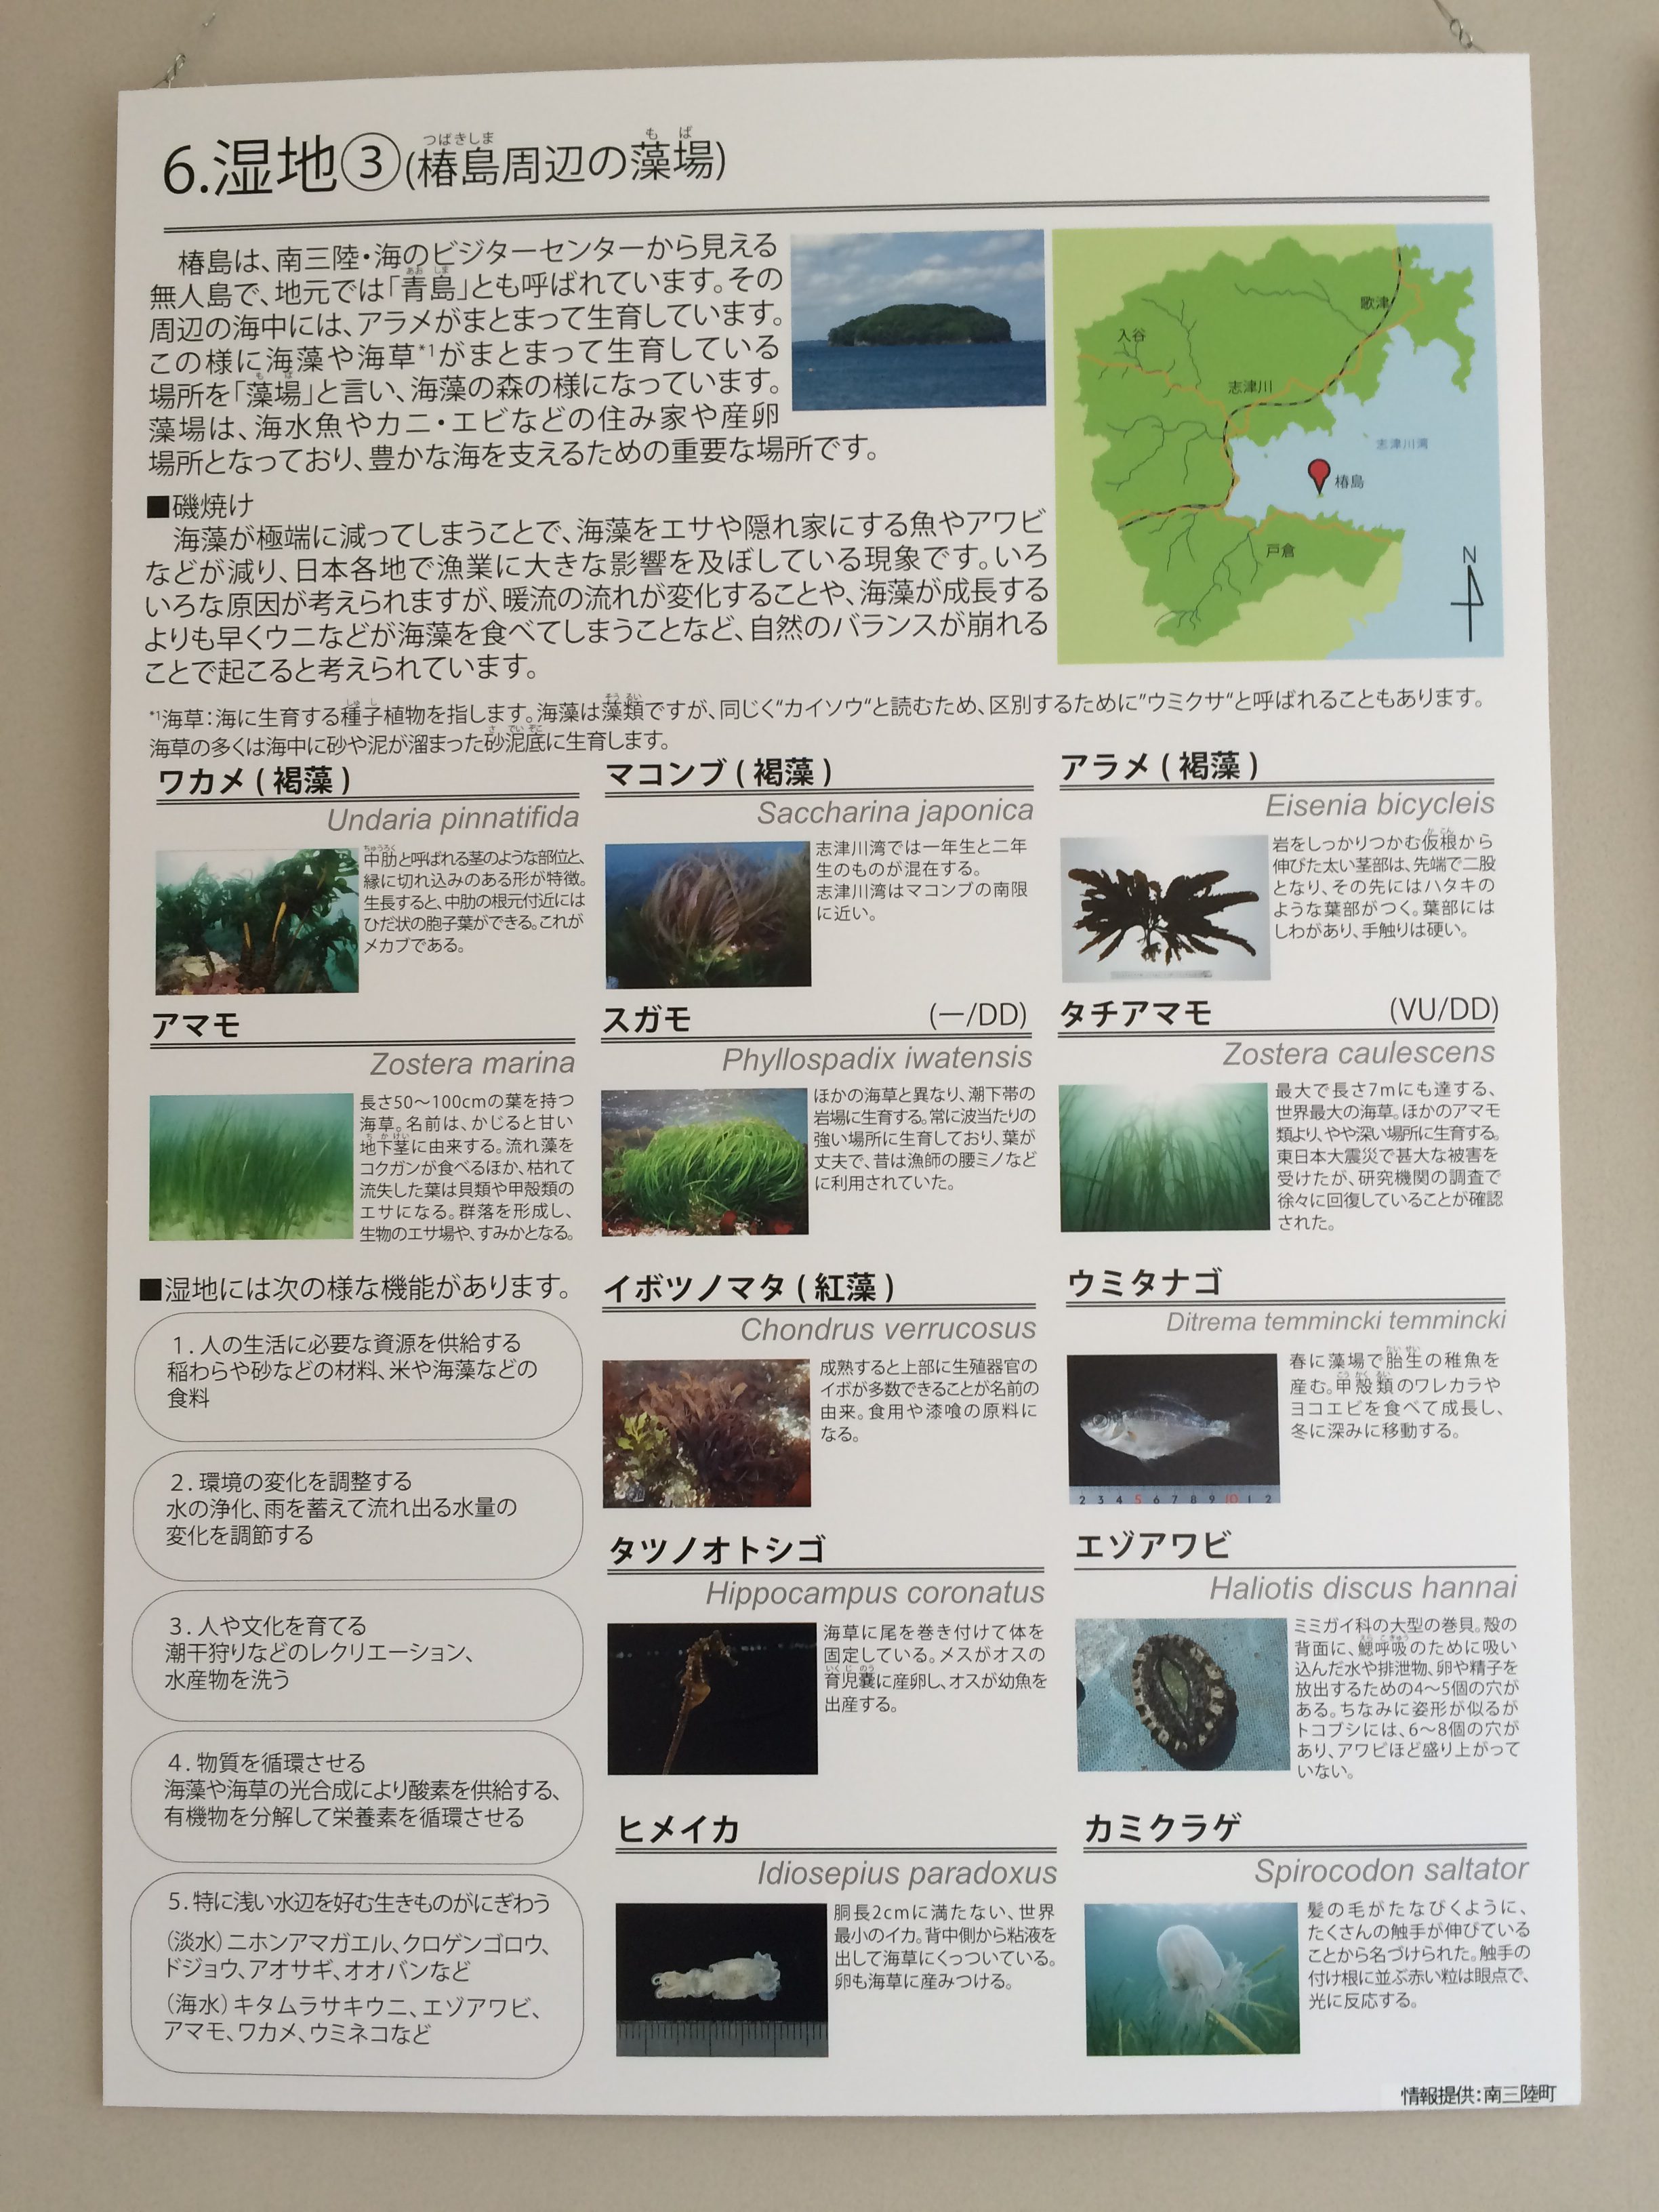 6.湿地③(椿島周辺の藻場)
つばきしま
も ば
椿島は、南三陸・海のビジターセンターから見える
無人島で、地元では「青島」とも呼ばれています。その
あお しま
周辺の海中には、アラメがまとまって生育しています。
この様に海藻や海草*1がまとまって生育している
場所を「藻場」と言い、海藻の森の様になっています。
も ば
藻場は、海水魚やカニ・エビなどの住み家や産卵
場所となっており、豊かな海を支えるための重要な場所です。
■磯焼け
海藻が極端に減ってしまうことで、海藻をエサや隠れ家にする魚やアワビ
などが減り、日本各地で漁業に大きな影響を及ぼしている現象です。いろ
いろな原因が考えられますが、暖流の流れが変化することや、海藻が成長する
よりも早くウニなどが海藻を食べてしまうことなど、自然のバランスが崩れる
ことで起こると考えられています。
*1海草：海に生育する種子植物を指します。海藻は藻類ですが、同じく"カイソウ"と読むため、区別するために"ウミクサ"と呼ばれることもあります。
しゅ し
そう るい
海草の多くは海中に砂や泥が溜まった砂泥底に生育します。
さ でい てい
入谷
志津川
歌津
戸倉
椿島
志津川湾
N
ワカメ(褐藻)
Undaria pinnatifida
中肋と呼ばれる茎のような部位と、
ちゅうろく
縁に切れ込みのある形が特徴。
生長すると、中肋の根元付近には
ひだ状の胞子葉ができる。これが
メカブである。
マコンブ(褐藻)
Saccharina japonica
志津川湾では一年生と二年
生のものが混在する。
志津川湾はマコンブの南限
に近い。
アラメ(褐藻)
Eisenia bicycleis
岩をしっかりつかむ仮根から
か こん
伸びた太い茎部は、先端で二股
となり、その先にはハタキの
ような葉部がつく。葉部には
しわがあり、手触りは硬い。
アマモ
Zostera marina
長さ50～100cmの葉を持つ
海草。名前は、かじると甘い
地下茎に由来する。流れ藻を
ち か けい
コクガンが食べるほか、枯れて
流失した葉は貝類や甲殻類の
エサになる。群落を形成し、
生物のエサ場や、すみかとなる。
スガモ
(ー/DD)
Phyllospadix iwatensis
ほかの海草と異なり、潮下帯の
岩場に生育する。常に波当たりの
強い場所に生育しており、葉が
丈夫で、昔は漁師の腰ミノなど
に利用されていた。
タチアマモ
(VU/DD)
Zostera caulescens
最大で長さ7mにも達する、
世界最大の海草。ほかのアマモ
類より、やや深い場所に生育する。
東日本大震災で甚大な被害を
受けたが、研究機関の調査で
徐々に回復していることが確認
された。
■湿地には次の様な機能があります。
1. 人の生活に必要な資源を供給する
稲わらや砂などの材料、米や海藻などの
食料
2. 環境の変化を調整する
水の浄化、雨を蓄えて流れ出る水量の
変化を調節する
3. 人や文化を育てる
潮干狩りなどのレクリエーション、
水産物を洗う
4. 物質を循環させる
海藻や海草の光合成により酸素を供給する、
有機物を分解して栄養素を循環させる
5. 特に浅い水辺を好む生きものがにぎわう
(淡水)ニホンアマガエル、クロゲンゴロウ、
ドジョウ、アオサギ、オオバンなど
(海水)キタムラサキウニ、エゾアワビ、
アマモ、ワカメ、ウミネコなど
イボツノマタ(紅藻)
Chondrus verrucosus
成熟すると上部に生殖器官の
イボが多数できることが名前の
由来。食用や漆喰の原料に
なる。
ウミタナゴ
Ditrema temmincki temmincki
2 3 4 5 6 7 8 9 10 1 2
春に藻場で胎生の稚魚を
たい せい
産む。甲殻類のワレカラや
こう かく るい
ヨコエビを食べて成長し、
冬に深みに移動する。
タツノオトシゴ
Hippocampus coronatus
海草に尾を巻き付けて体を
固定している。メスがオスの
育児嚢に産卵し、オスが幼魚を
いく じ のう
出産する。
エゾアワビ
Haliotis discus hannai
ミミガイ科の大型の巻貝。殻の
背面に、鰓呼吸のために吸い
えら こ きゅう
込んだ水や排泄物、卵や精子を
放出するための4～5個の穴が
ある。ちなみに姿形が似るが
トコブシには、6～8個の穴が
あり、アワビほど盛り上がって
いない。
ヒメイカ
Idiosepius paradoxus
胴長2cmに満たない、世界
最小のイカ。背中側から粘液を
出して海草にくっついている。
卵も海草に産みつける。
カミクラゲ
Spirocodon saltator
髪の毛がたなびくように、
たくさんの触手が伸びている
ことから名づけられた。触手の
付け根に並ぶ赤い粒は眼点で、
光に反応する。
情報提供：南三陸町